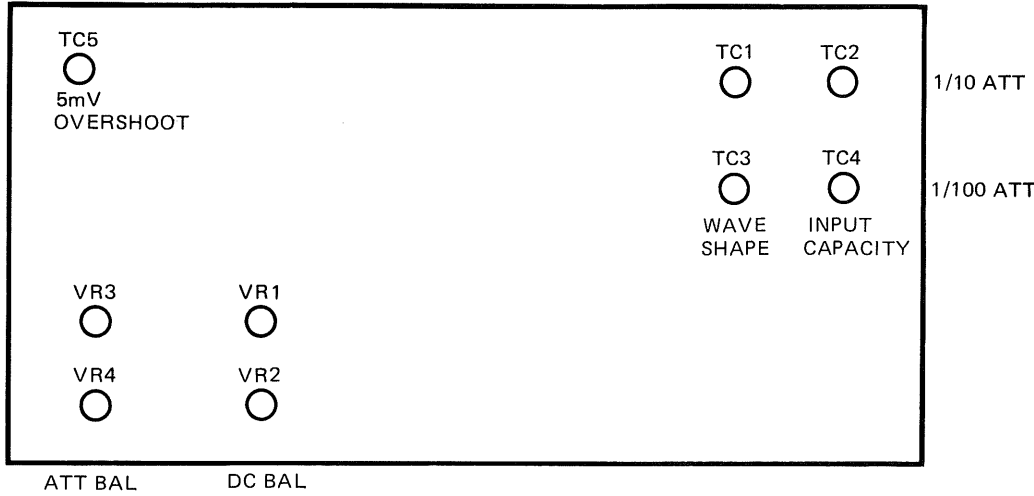 TC5
5mV
OVERSHOOT
TC1 TC2
1/10 ATT
TC3 TC4
1/100 ATT
WAVE SHAPE
INPUT CAPACITY
VR3 VR1
VR4 VR2
ATT BAL DC BAL